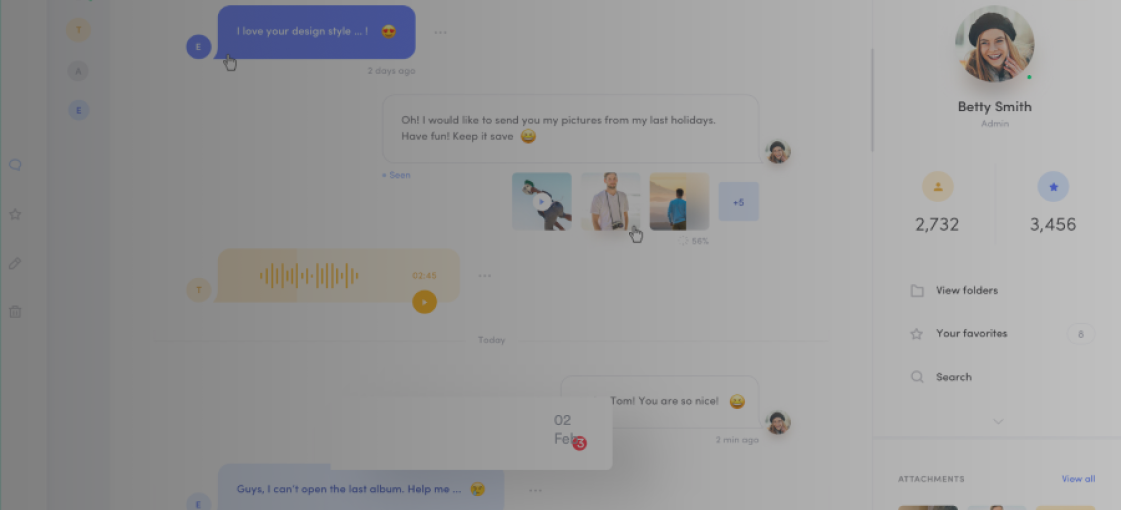 T
A
E
E
I love your design style ... !
2 days ago
Oh! I would like to send you my pictures from my last holidays.
Have fun! Keep it save
Seen
+5
56%
T
02:45
Today
Tom! You are so nice!
2 min ago
02
Feb
3
E
Guys, I can't open the last album. Help me ...
Betty Smith
Admin
2,732
3,456
View folders
Your favorites
8
Search
ATTACHMENTS
View all